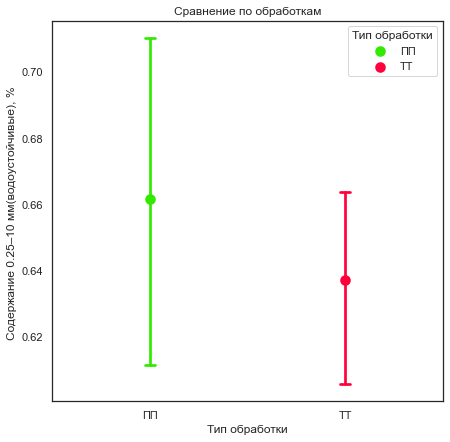 Сравнение по обработкам
Тип обработки
ПП
ТТ
0.70
0.68
0.66
0.64
0.62
Содержание 0.25–10 мм(водоустойчивые), %
ПП
ТТ
Тип обработки